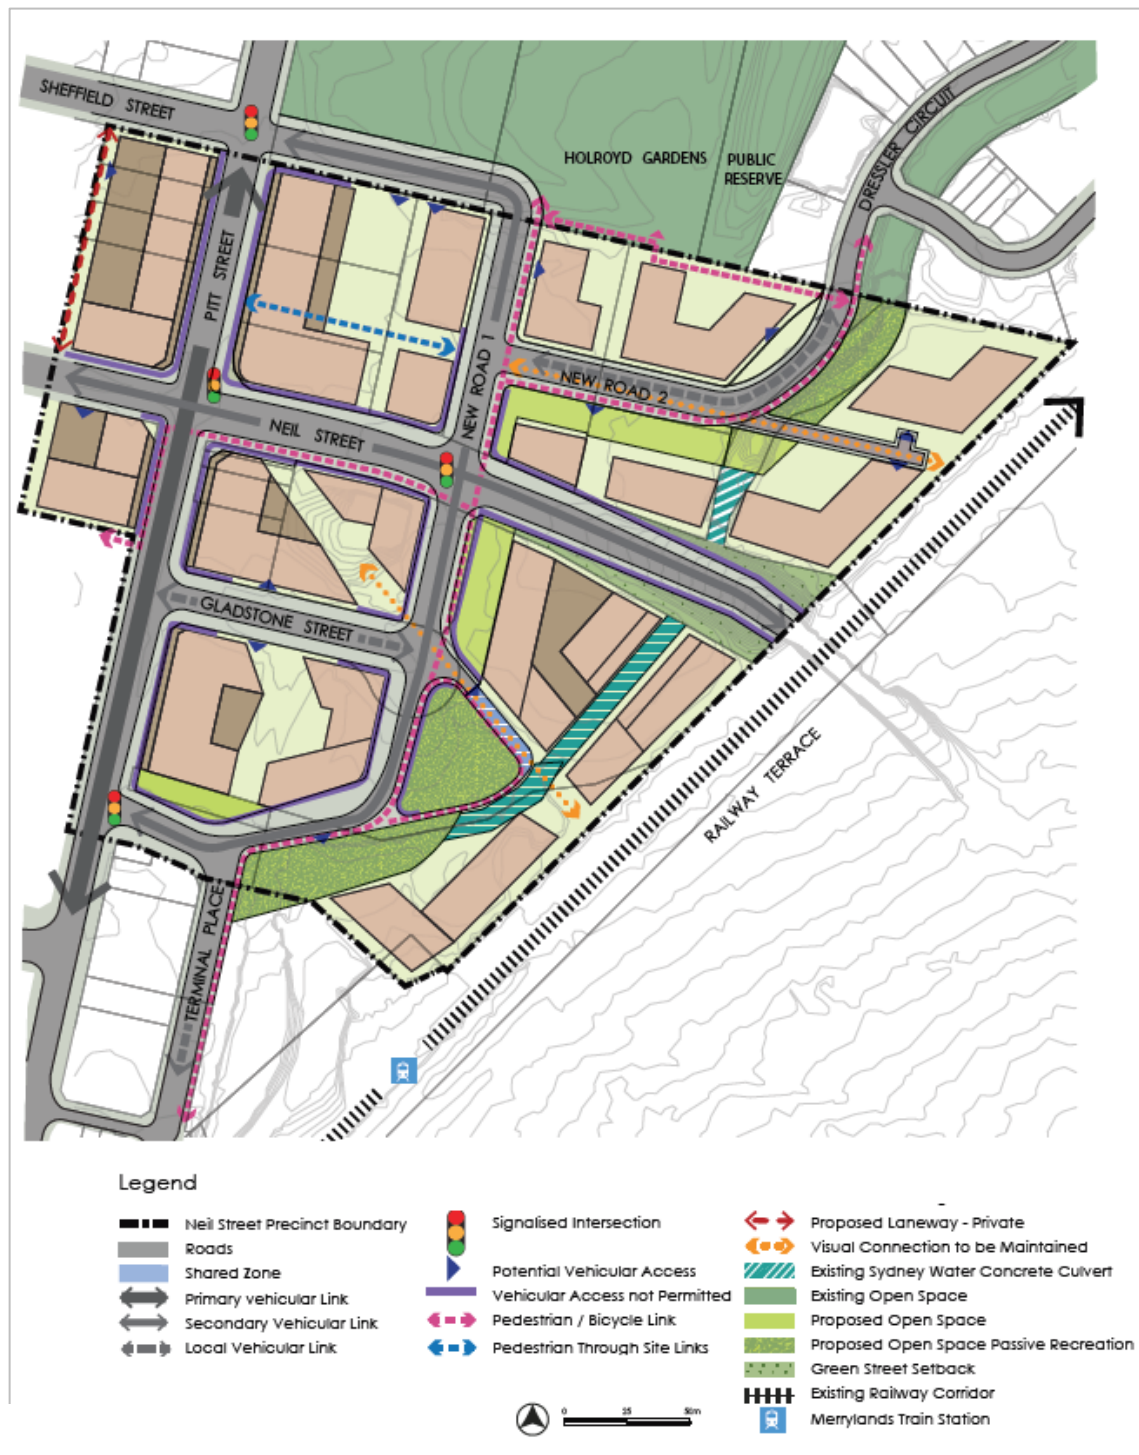 SHEFFIELD STREET
HOLROYD GARDENS PUBLIC
RESERVE
DRESSLER CIRCUIT
PITT STREET
NEW ROAD 1
NEW ROAD 2
NEIL STREET
GLADSTONE STREET
RAILWAY TERRACE
TERMINAL PLACE
Legend
Neil Street Precinct Boundary
Roads
Shared Zone
Primary vehicular Link
Secondary Vehicular Link
Local Vehicular Link
Signalised Intersection
Potential Vehicular Access
Vehicular Access not Permitted
Pedestrian / Bicycle Link
Pedestrian Through Site Links
Proposed Laneway - Private
Visual Connection to be Maintained
Existing Sydney Water Concrete Culvert
Existing Open Space
Proposed Open Space
Proposed Open Space Passive Recreation
Green Street Setback
Existing Railway Corridor
Merrylands Train Station
0 25 50m